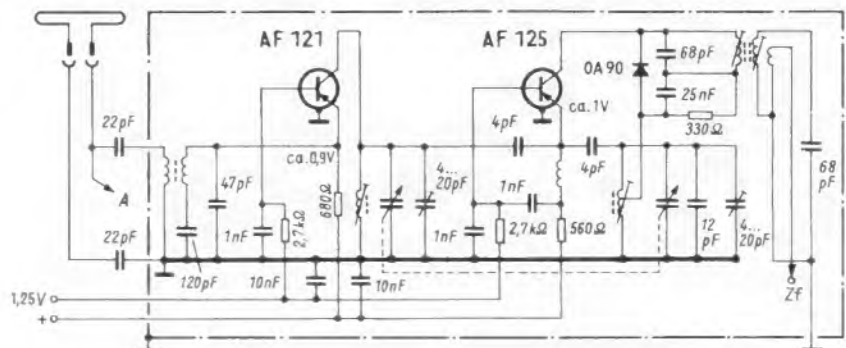 AF 121
AF 125
OA 90
68pF
25nF
330Ω
22pF
ca. 1V
4pF
ca. 0,9V
4pF
47pF
680Ω
4...
20pF
1nF
68
pF
A
1nF
2,7kΩ
1nF
2,7kΩ
560Ω
12
pF
4...
20pF
22pF
120pF
10nF
10nF
Zf
1,25V
+